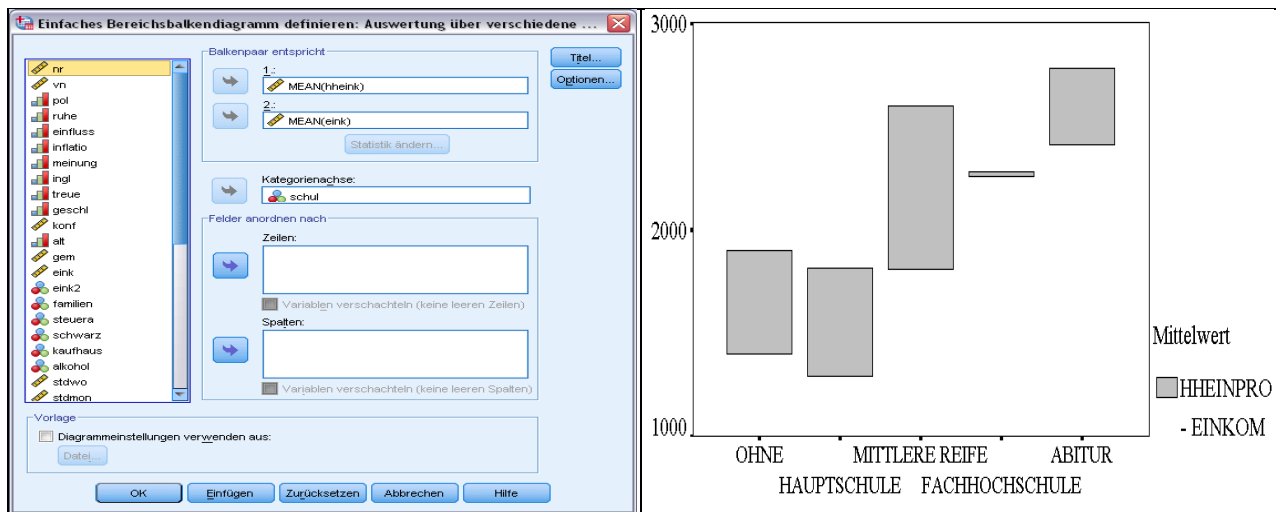 Einfaches Bereichsbalkendiagramm definieren: Auswertung über verschiedene ...
nr
vn
pol
ruhe
einfluss
inflatio
meinung
ingl
treue
geschl
konf
alt
gem
eink
eink2
familien
steuera
schwarz
kaufhaus
alkohol
stdwo
stdmon
Balkenpaar entspricht
1.:
MEAN(hheink)
2.:
MEAN(eink)
Statistik ändern...
Kategorienachse:
schul
Felder anordnen nach
Zeilen:
Variablen verschachteln (keine leeren Zeilen)
Spalten:
Variablen verschachteln (keine leeren Spalten)
Titel...
Optionen...
Vorlage
Diagrammeinstellungen verwenden aus:
Datei...
OK Einfügen Zurücksetzen Abbrechen Hilfe
3000
2000
1000
OHNE MITTLERE REIFE ABITUR
HAUPTSCHULE FACHHOCHSCHULE
Mittelwert
HHEINPRO
- EINKOM